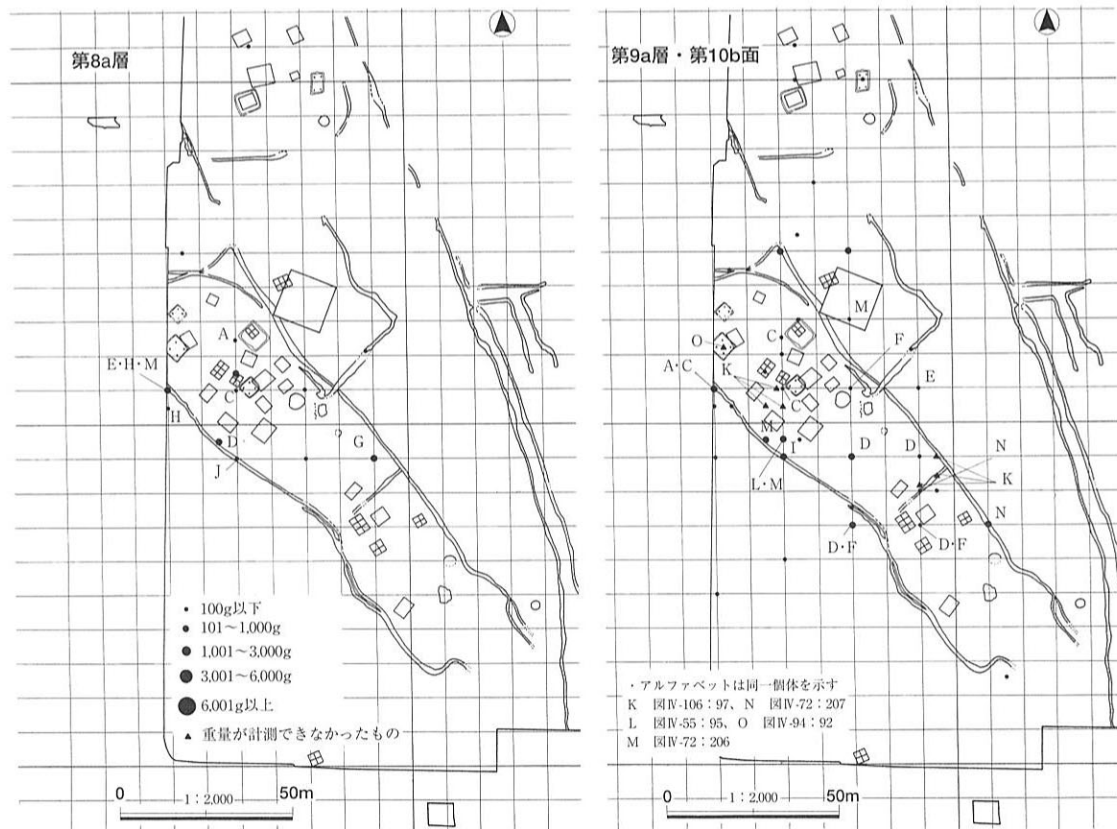 第8a層
A
E・H・M
C
H
D
G
J
・ 100g以下
・ 101〜1,000g
● 1,001〜3,000g
● 3,001〜6,000g
● 6,001g以上
▲ 重量が計測できなかったもの
0 1：2,000 50m
第9a層・第10b面
M
C
F
O
K
E
A・C
C
M
D
D
N
I
K
L・M
N
D・F
D・F
・アルファベットは同一個体を示す
K 図Ⅳ-106：97、N 図Ⅳ-72：207
L 図Ⅳ-55：95、O 図Ⅳ-94：92
M 図Ⅳ-72：206
0 1：2,000 50m